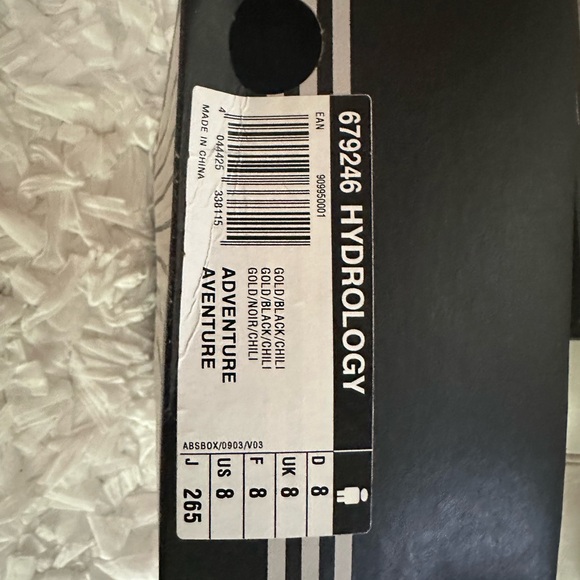 679246 HYDROLOGY
EAN
909950001
4 044425 338115
MADE IN CHINA
GOLD/BLACK/CHILI
GOLD/BLACK/CHILI
GOLD/NOIR/CHILI
ADVENTURE
AVENTURE
ABSBOX/0903/V03
D 8
UK 8
F 8
US 8
J 265